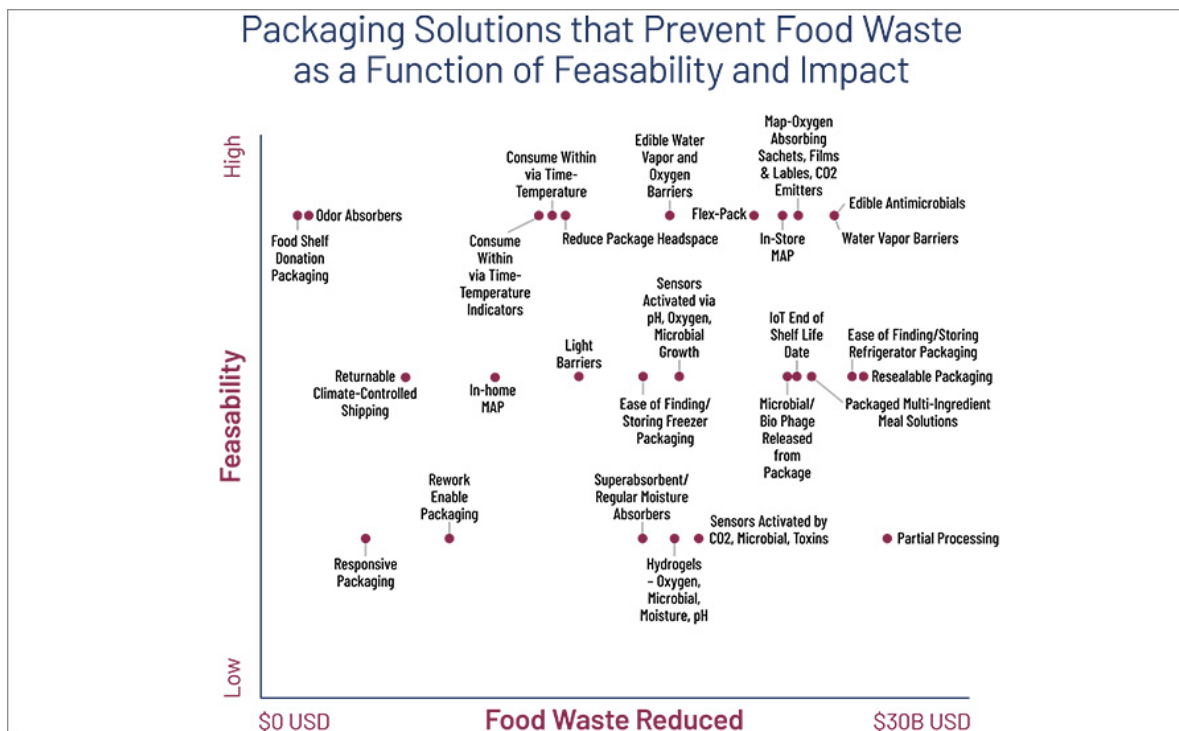 Packaging Solutions that Prevent Food Waste
as a Function of Feasability and Impact
High
Feasability
Low
Odor Absorbers
Food Shelf
Donation
Packaging
Consume Within
via Time-
Temperature
Consume
Within
via Time-
Temperature
Indicators
Reduce Package Headspace
Edible Water
Vapor and
Oxygen
Barriers
Flex-Pack
Map-Oxygen
Absorbing
Sachets, Films
& Lables, CO2
Emitters
In-Store
MAP
Edible Antimicrobials
Water Vapor Barriers
Returnable
Climate-Controlled
Shipping
In-home
MAP
Light
Barriers
Ease of Finding/
Storing Freezer
Packaging
Sensors
Activated via
pH, Oxygen,
Microbial
Growth
IoT End of
Shelf Life
Date
Microbial/
Bio Phage
Released
from
Package
Ease of Finding/Storing
Refrigerator Packaging
Resealable Packaging
Packaged Multi-Ingredient
Meal Solutions
Responsive
Packaging
Rework
Enable
Packaging
Superabsorbent/
Regular Moisture
Absorbers
Hydrogels
– Oxygen,
Microbial,
Moisture, pH
Sensors Activated by
CO2, Microbial, Toxins
Partial Processing
$0 USD
Food Waste Reduced
$30B USD